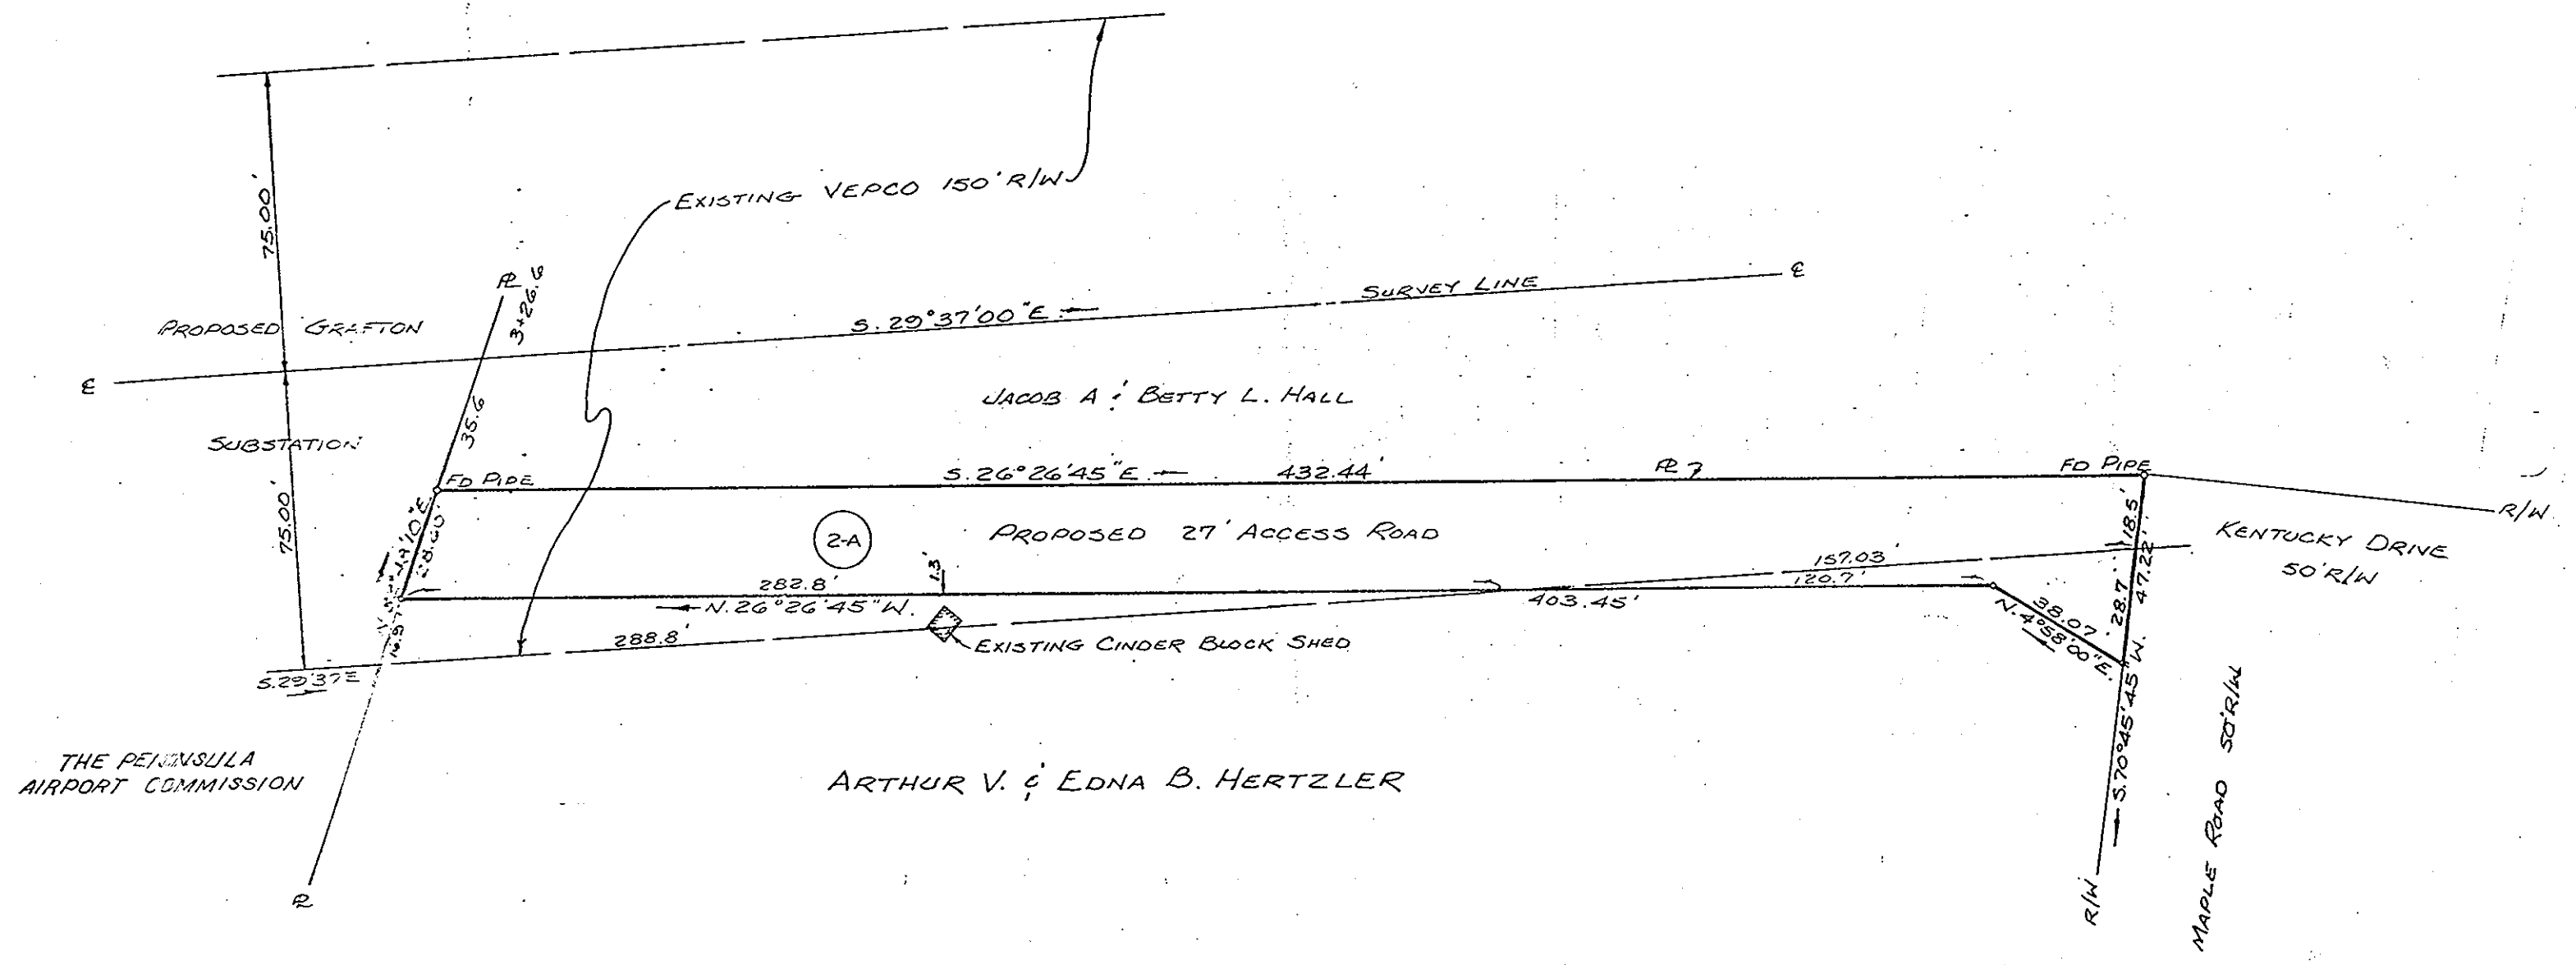 EXISTING VEPCO 150' R/W
75.00'
℄
3+26.6
PROPOSED GRAFTON
S. 29°37'00"E.
SURVEY LINE
℄
℄
35.6
JACOB A & BETTY L. HALL
SUBSTATION
75.00'
FD PIPE
S. 26°26'45"E.
432.44'
FD PIPE
R/W
28.60'
2-A
PROPOSED 27' ACCESS ROAD
18.5'
KENTUCKY DRIVE
50' R/W
1.3'
282.8'
N. 26°26'45"W.
157.03'
120.7'
403.45'
47.22'
28.7'
38.07'
N. 4°58'00"E.
16.97'
288.8'
EXISTING CINDER BLOCK SHED
S.29°37'E
S.70°45'45"W.
MAPLE ROAD 50' R/W
THE PENINSULA
AIRPORT COMMISSION
ARTHUR V. & EDNA B. HERTZLER
R/W